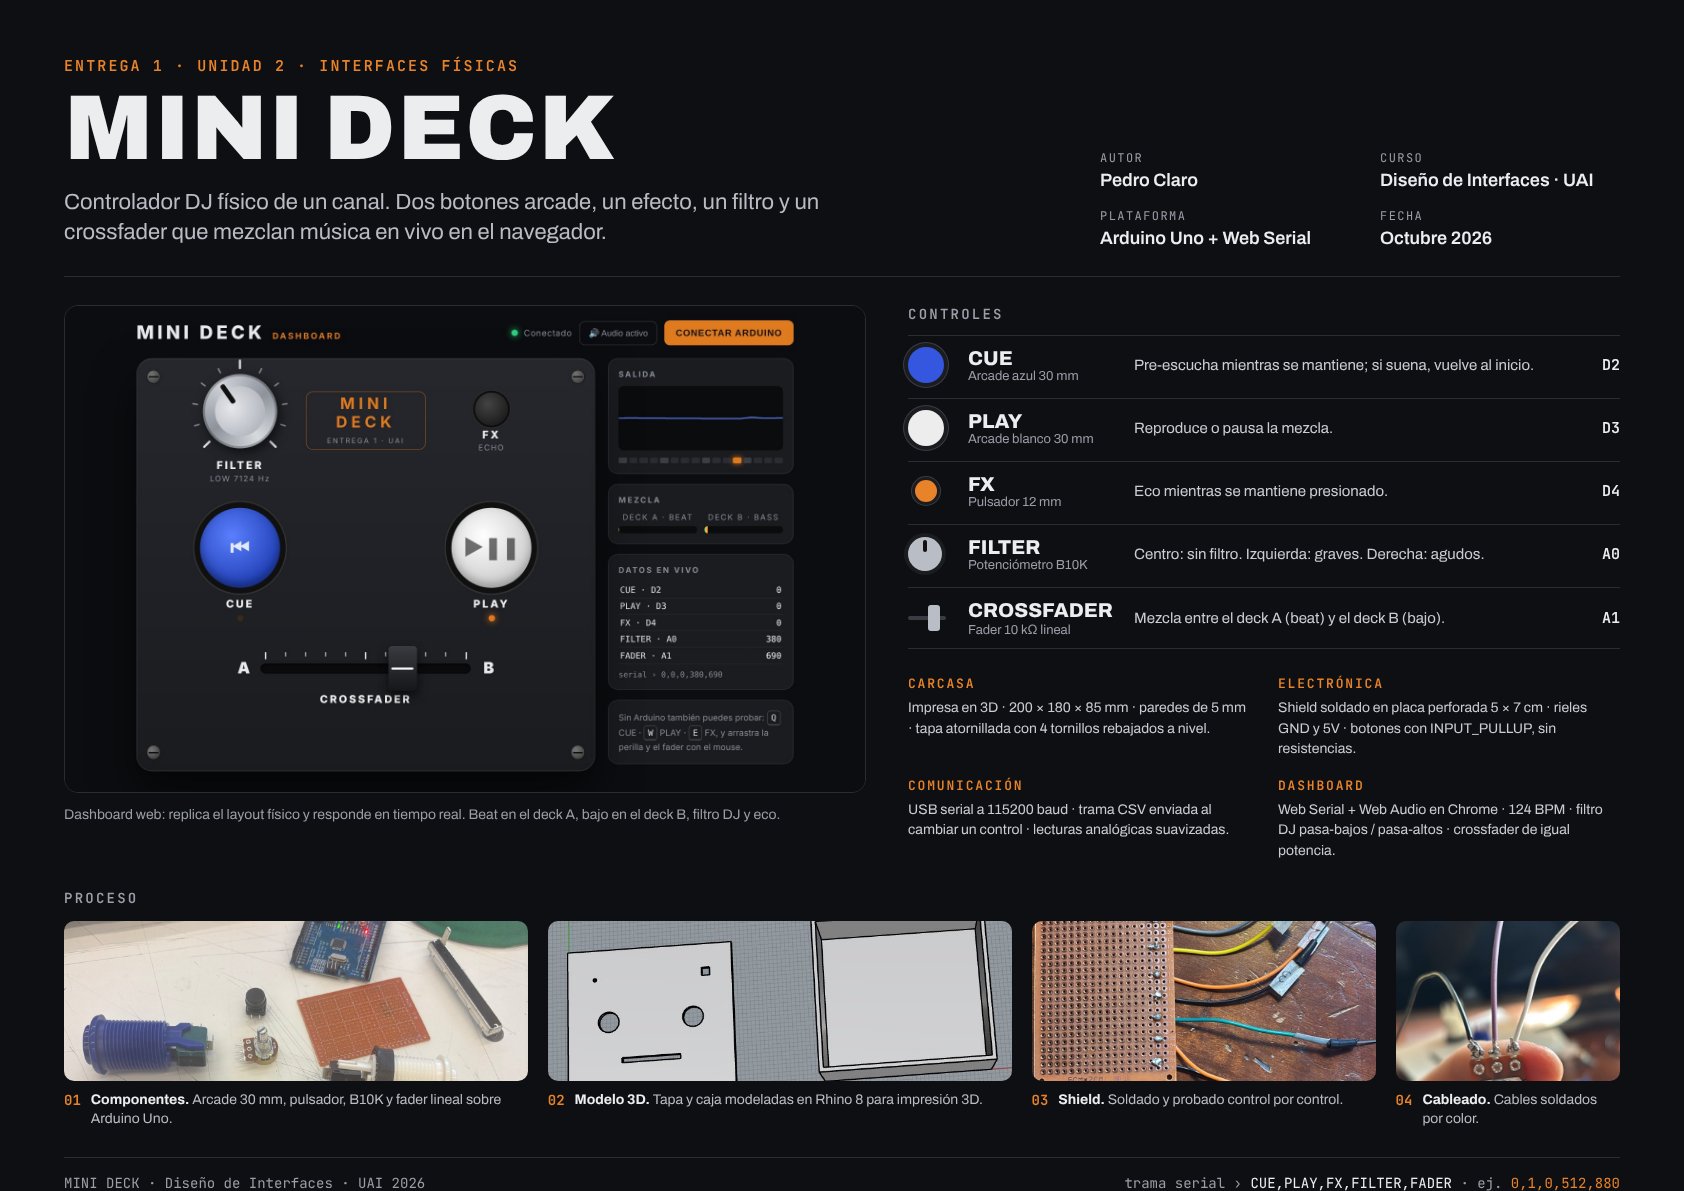 ENTREGA 1 · UNIDAD 2 · INTERFACES FÍSICAS
MINI DECK
Controlador DJ físico de un canal. Dos botones arcade, un efecto, un filtro y un
crossfader que mezclan música en vivo en el navegador.
AUTOR
Pedro Claro
CURSO
Diseño de Interfaces · UAI
PLATAFORMA
Arduino Uno + Web Serial
FECHA
Octubre 2026
MINI DECK DASHBOARD
Conectado
Audio activo
CONECTAR ARDUINO
MINI
DECK
ENTREGA 1 · UAI
FILTER
LOW 7124 Hz
FX
ECHO
CUE
PLAY
A
B
CROSSFADER
SALIDA
MEZCLA
DECK A · BEAT
DECK B · BASS
DATOS EN VIVO
CUE · D2 0
PLAY · D3 0
FX · D4 0
FILTER · A0 380
FADER · A1 690
serial › 0,0,0,380,690
Sin Arduino también puedes probar: Q
CUE · W PLAY · E FX, y arrastra la
perilla y el fader con el mouse.
Dashboard web: replica el layout físico y responde en tiempo real. Beat en el deck A, bajo en el deck B, filtro DJ y eco.
CONTROLES
CUE
Arcade azul 30 mm
Pre-escucha mientras se mantiene; si suena, vuelve al inicio.
D2
PLAY
Arcade blanco 30 mm
Reproduce o pausa la mezcla.
D3
FX
Pulsador 12 mm
Eco mientras se mantiene presionado.
D4
FILTER
Potenciómetro B10K
Centro: sin filtro. Izquierda: graves. Derecha: agudos.
A0
CROSSFADER
Fader 10 kΩ lineal
Mezcla entre el deck A (beat) y el deck B (bajo).
A1
CARCASA
Impresa en 3D · 200 × 180 × 85 mm · paredes de 5 mm
· tapa atornillada con 4 tornillos rebajados a nivel.
ELECTRÓNICA
Shield soldado en placa perforada 5 × 7 cm · rieles
GND y 5V · botones con INPUT_PULLUP, sin
resistencias.
COMUNICACIÓN
USB serial a 115200 baud · trama CSV enviada al
cambiar un control · lecturas analógicas suavizadas.
DASHBOARD
Web Serial + Web Audio en Chrome · 124 BPM · filtro
DJ pasa-bajos / pasa-altos · crossfader de igual
potencia.
PROCESO
01 Componentes. Arcade 30 mm, pulsador, B10K y fader lineal sobre
Arduino Uno.
02 Modelo 3D. Tapa y caja modeladas en Rhino 8 para impresión 3D.
03 Shield. Soldado y probado control por control.
04 Cableado. Cables soldados
por color.
MINI DECK · Diseño de Interfaces · UAI 2026
trama serial › CUE,PLAY,FX,FILTER,FADER · ej. 0,1,0,512,880